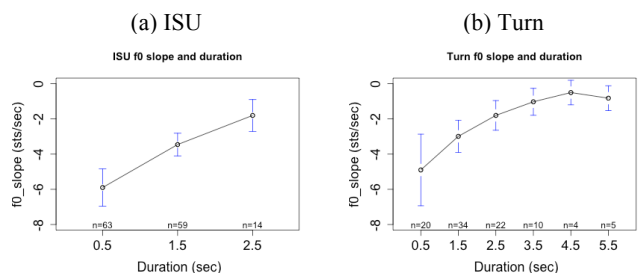 (a) ISU
ISU f0 slope and duration
f0_slope (sts/sec)
0
-2
-4
-6
-8
n=63 n=59 n=14
0.5 1.5 2.5
Duration (sec)
(b) Turn
Turn f0 slope and duration
f0_slope (sts/sec)
0
-2
-4
-6
-8
n=20 n=34 n=22 n=10 n=4 n=5
0.5 1.5 2.5 3.5 4.5 5.5
Duration (sec)